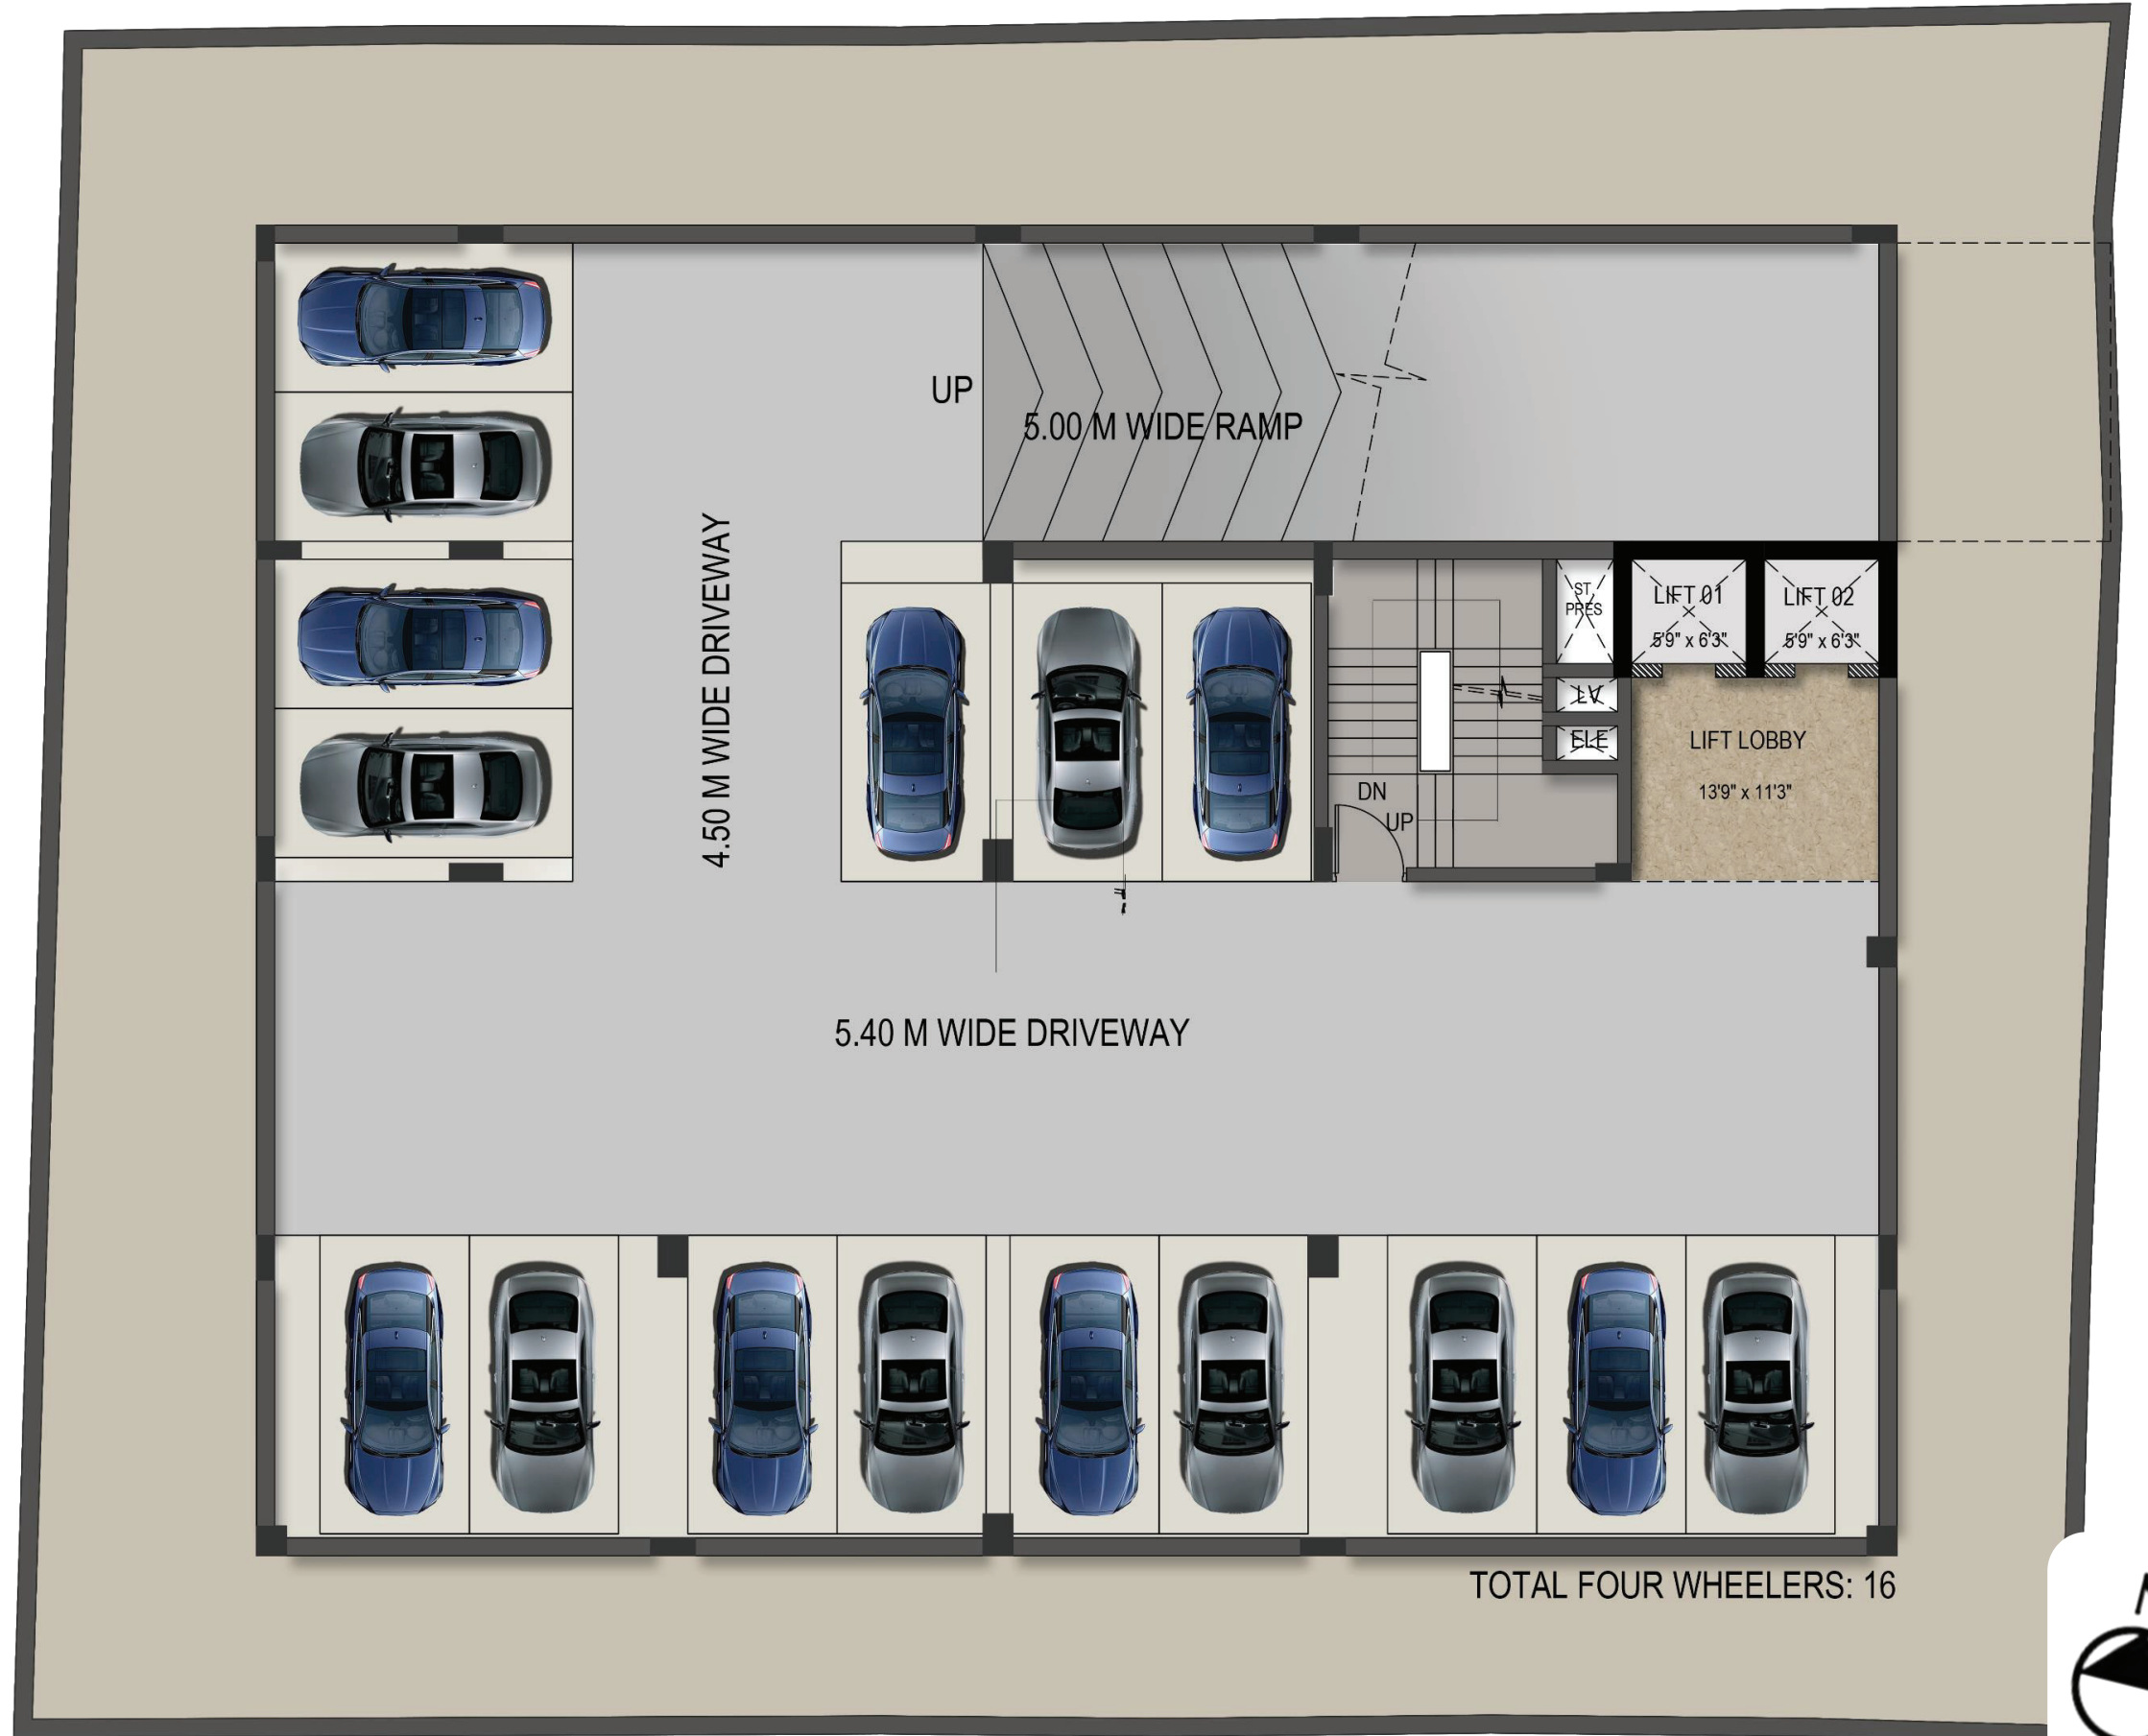 UP
5.00 M WIDE RAMP
4.50 M WIDE DRIVEWAY
ST.
PRES
LIFT 01
5'9" x 6'3"
LIFT 02
5'9" x 6'3"
LV
ELE
LIFT LOBBY
13'9" x 11'3"
DN
UP
5.40 M WIDE DRIVEWAY
TOTAL FOUR WHEELERS: 16